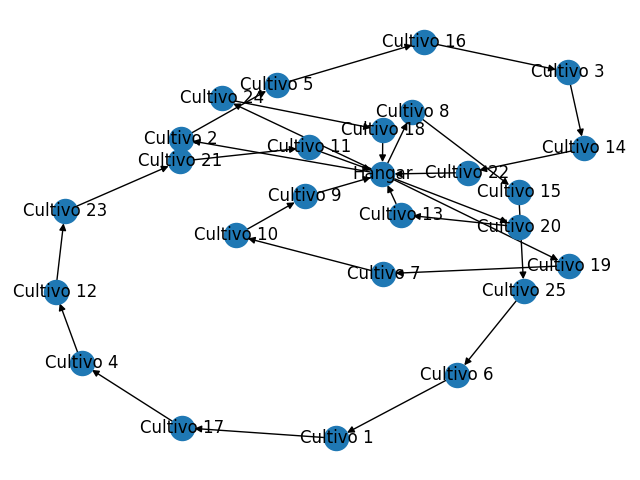 Cultivo 16
Cultivo 3
Cultivo 5
Cultivo 24
Cultivo 8
Cultivo 18
Cultivo 2
Cultivo 11
Cultivo 14
Cultivo 21
Hangar
Cultivo 22
Cultivo 15
Cultivo 9
Cultivo 23
Cultivo 13
Cultivo 20
Cultivo 10
Cultivo 19
Cultivo 7
Cultivo 12
Cultivo 25
Cultivo 4
Cultivo 6
Cultivo 17
Cultivo 1